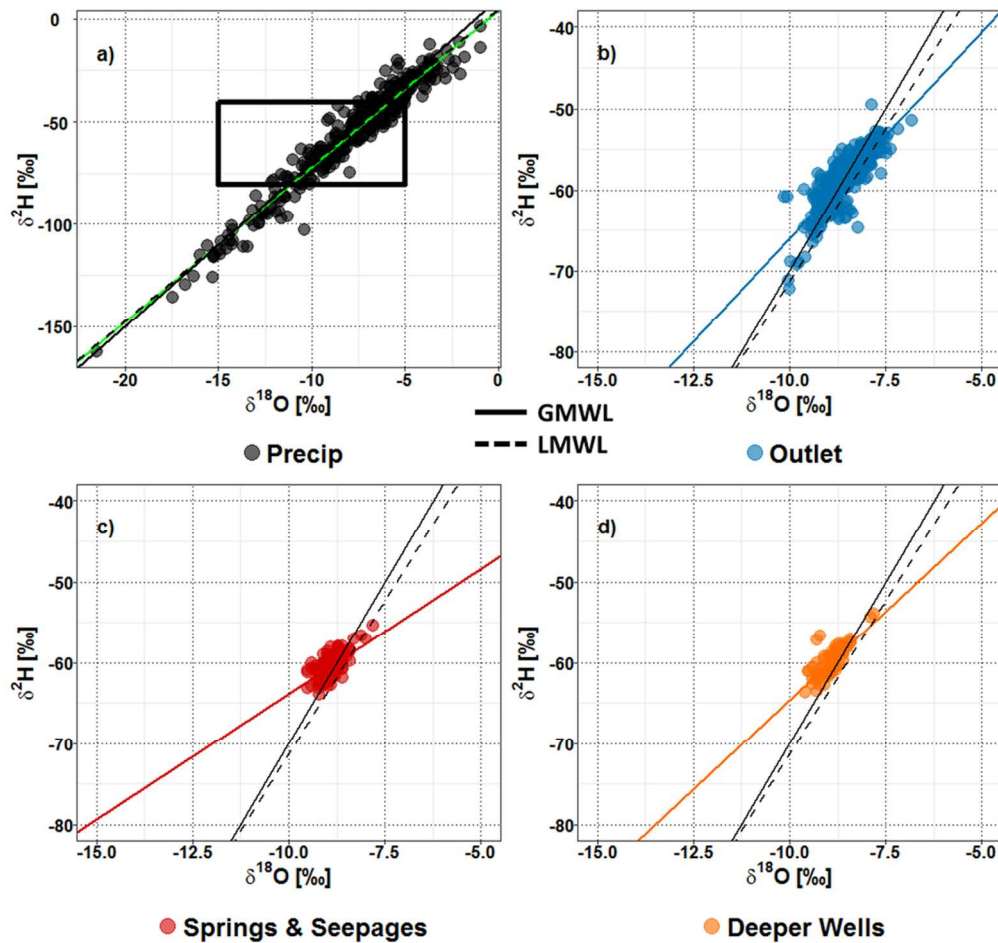 a)
0
-50
-100
-150
δ²H [‰]
-20
-15
-10
-5
0
δ¹⁸O [‰]
Precip
b)
-40
-50
-60
-70
-80
δ²H [‰]
-15.0
-12.5
-10.0
-7.5
-5.0
δ¹⁸O [‰]
Outlet
GMWL
LMWL
c)
-40
-50
-60
-70
-80
δ²H [‰]
-15.0
-12.5
-10.0
-7.5
-5.0
δ¹⁸O [‰]
Springs & Seepages
d)
-40
-50
-60
-70
-80
δ²H [‰]
-15.0
-12.5
-10.0
-7.5
-5.0
δ¹⁸O [‰]
Deeper Wells